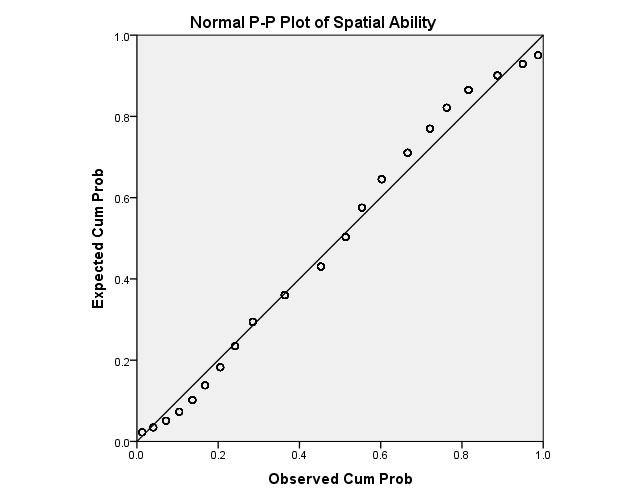 Normal P-P Plot of Spatial Ability
1.0
0.8
0.6
0.4
0.2
0.0
Expected Cum Prob
0.0 0.2 0.4 0.6 0.8 1.0
Observed Cum Prob